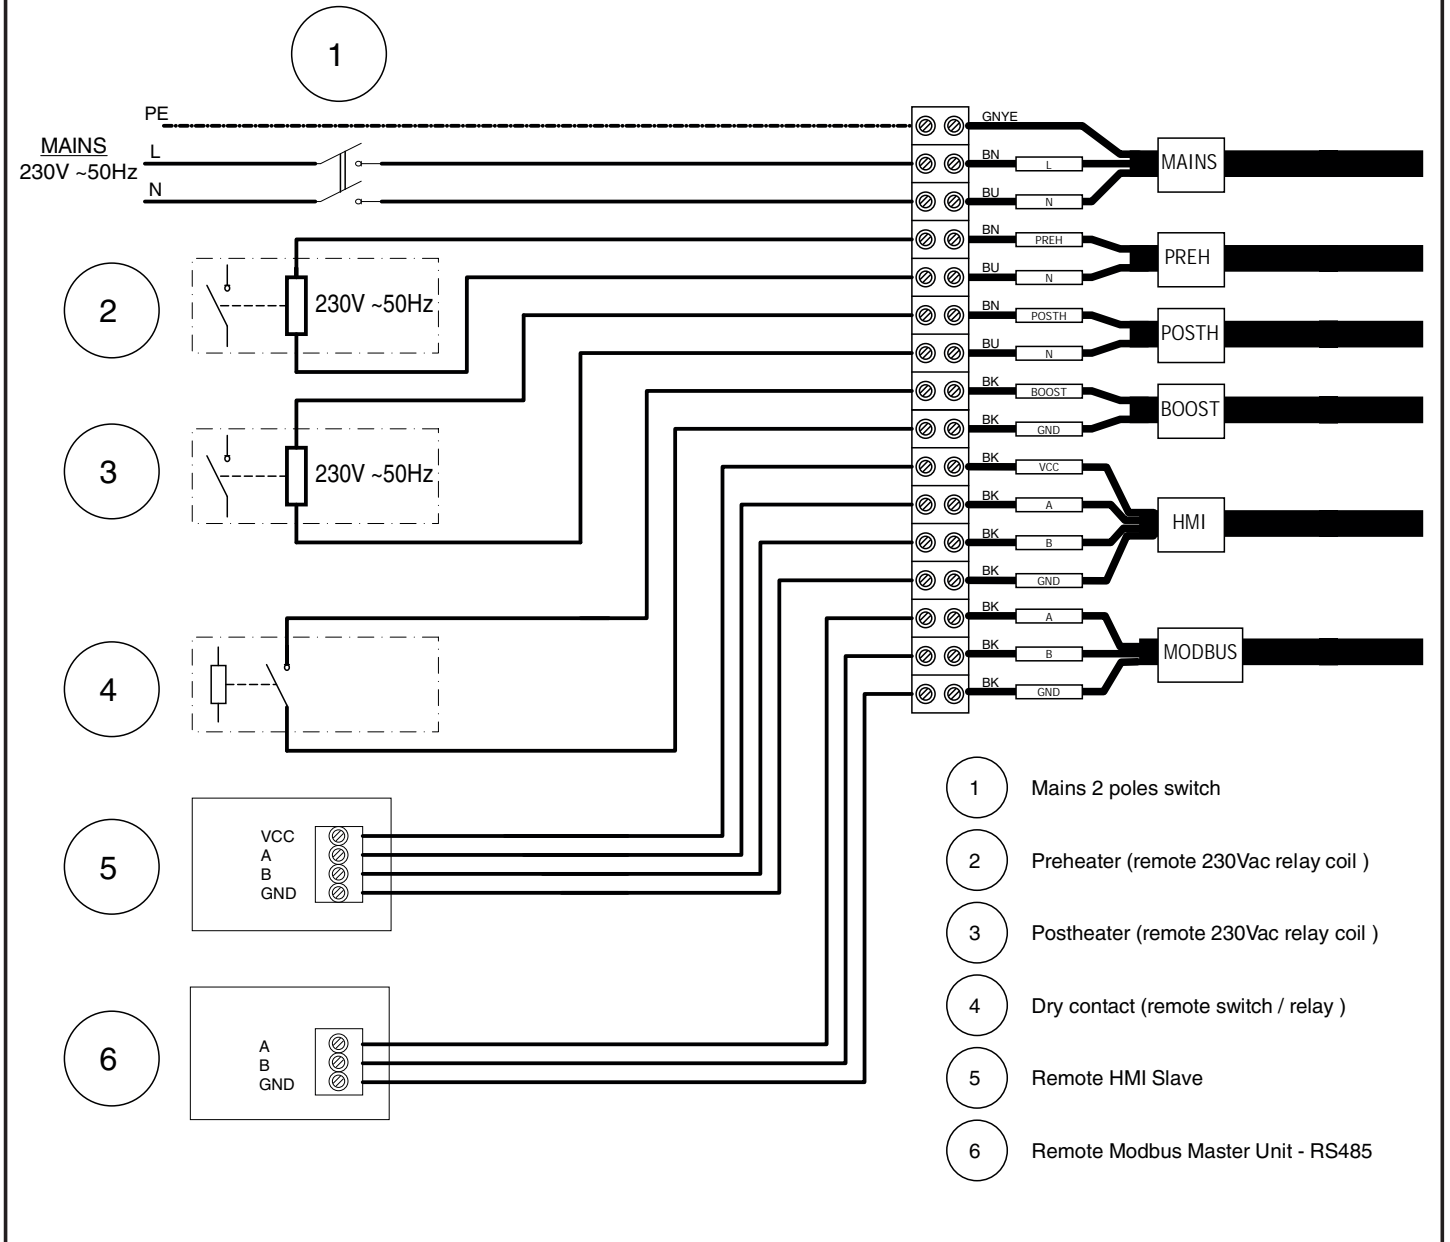 1
PE
MAINS
230V ~50Hz
L
N
GNYE
BN
L
BU
N
MAINS
BN
PREH
BU
N
PREH
BN
POSTH
BU
N
POSTH
BK
BOOST
BK
GND
BOOST
BK
VCC
BK
A
BK
B
BK
GND
HMI
BK
A
BK
B
BK
GND
MODBUS
2
230V ~50Hz
3
230V ~50Hz
4
5
VCC
A
B
GND
6
A
B
GND
1 Mains 2 poles switch
2 Preheater (remote 230Vac relay coil )
3 Postheater (remote 230Vac relay coil )
4 Dry contact (remote switch / relay )
5 Remote HMI Slave
6 Remote Modbus Master Unit - RS485